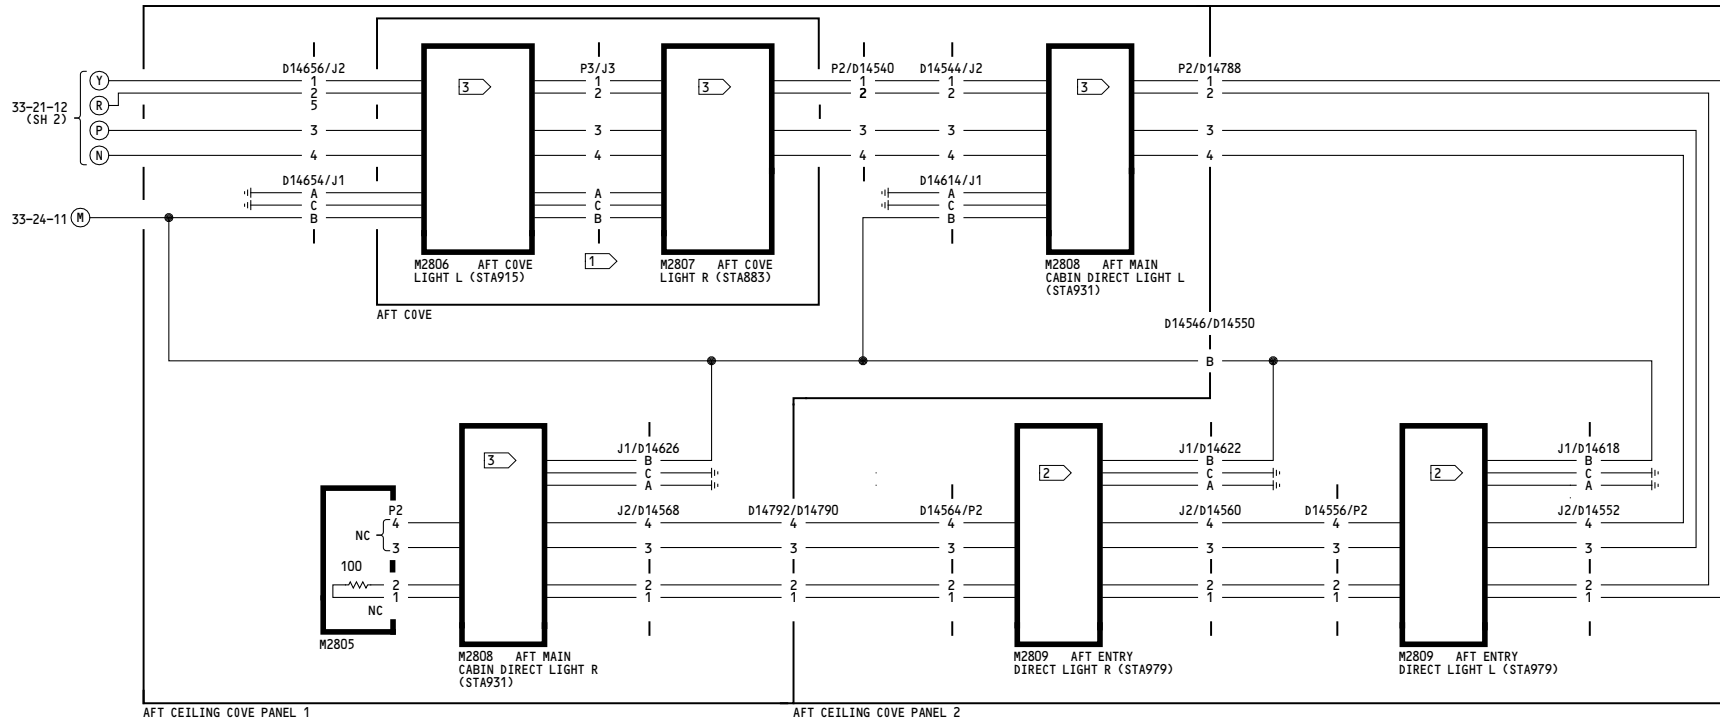 D14656/J2
P3/J3
P2/D14540
D14544/J2
P2/D14788
Y
1
3
1
3
1
1
3
1
2
2
2
2
2
33-21-12
(SH 2)
R
5
P
3
3
3
3
3
N
4
4
4
4
4
D14654/J1
D14614/J1
A
A
A
C
C
C
33-24-11
M
B
B
B
M2806 AFT COVE
LIGHT L (STA915)
1
M2807 AFT COVE
LIGHT R (STA883)
M2808 AFT MAIN
CABIN DIRECT LIGHT L
(STA931)
AFT COVE
D14546/D14550
B
J1/D14626
J1/D14622
J1/D14618
3
B
B
B
C
2
C
2
C
A
A
A
P2
J2/D14568
D14792/D14790
D14564/P2
J2/D14560
D14556/P2
J2/D14552
4
4
4
4
4
4
4
NC
3
3
3
3
3
3
3
100
2
2
2
2
2
2
2
1
1
1
1
1
1
1
NC
M2805
M2808 AFT MAIN
CABIN DIRECT LIGHT R
(STA931)
M2809 AFT ENTRY
DIRECT LIGHT R (STA979)
M2809 AFT ENTRY
DIRECT LIGHT L (STA979)
AFT CEILING COVE PANEL 1
AFT CEILING COVE PANEL 2